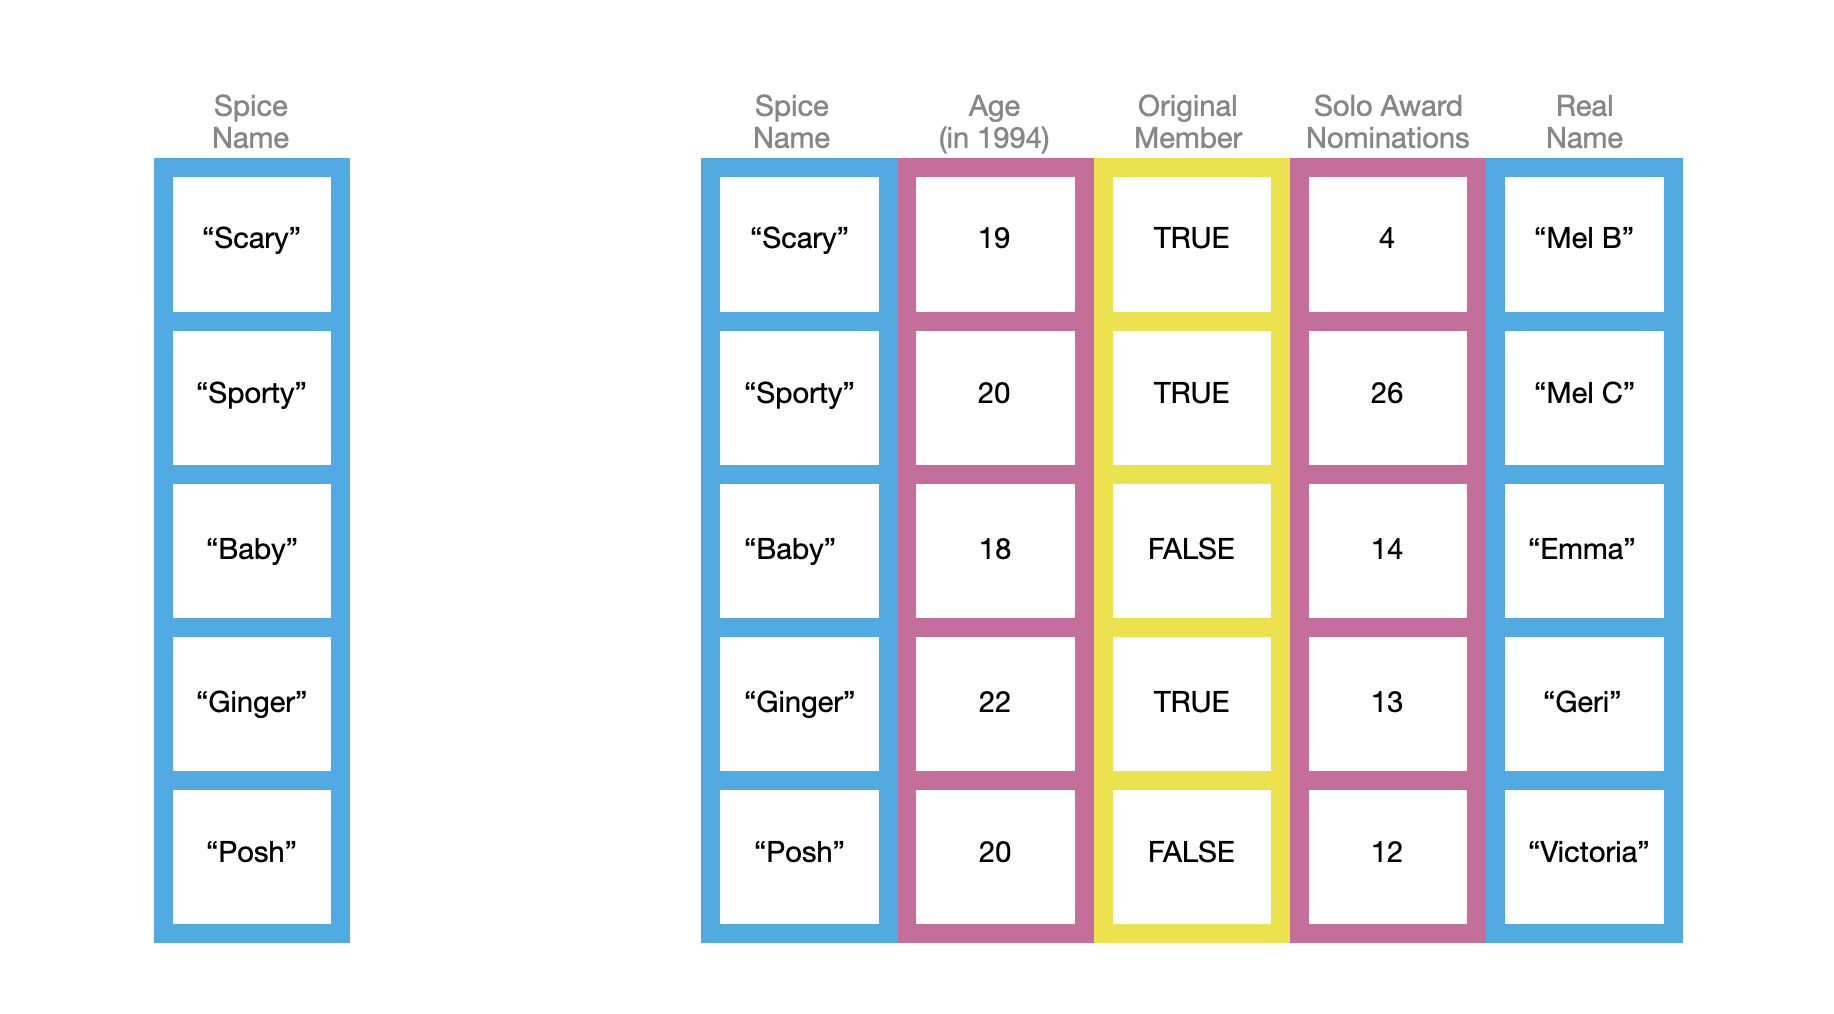 Spice
Name
“Scary”
“Sporty”
“Baby”
“Ginger”
“Posh”
Spice Age Original Solo Award Real
Name (in 1994) Member Nominations Name
“Scary” 19 TRUE 4 “Mel B”
“Sporty” 20 TRUE 26 “Mel C”
“Baby” 18 FALSE 14 “Emma”
“Ginger” 22 TRUE 13 “Geri”
“Posh” 20 FALSE 12 “Victoria”